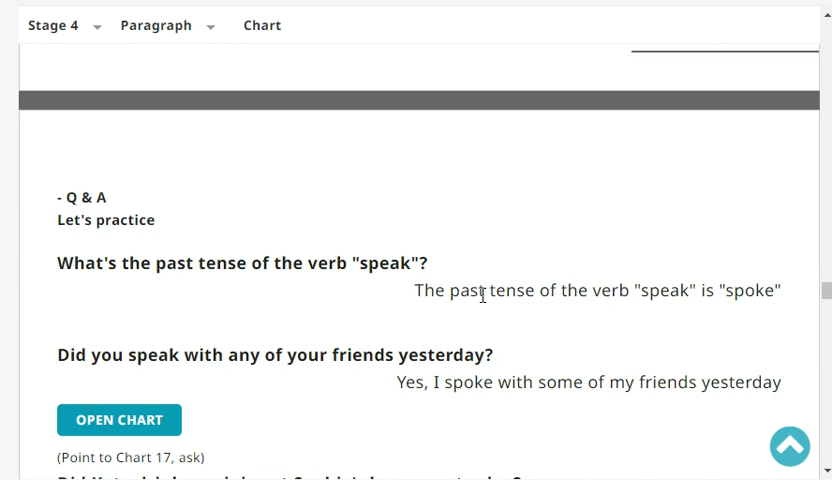 Stage 4 Paragraph Chart
- Q & A
Let's practice
What's the past tense of the verb "speak"?
The past tense of the verb "speak" is "spoke"
Did you speak with any of your friends yesterday?
Yes, I spoke with some of my friends yesterday
OPEN CHART
(Point to Chart 17, ask)